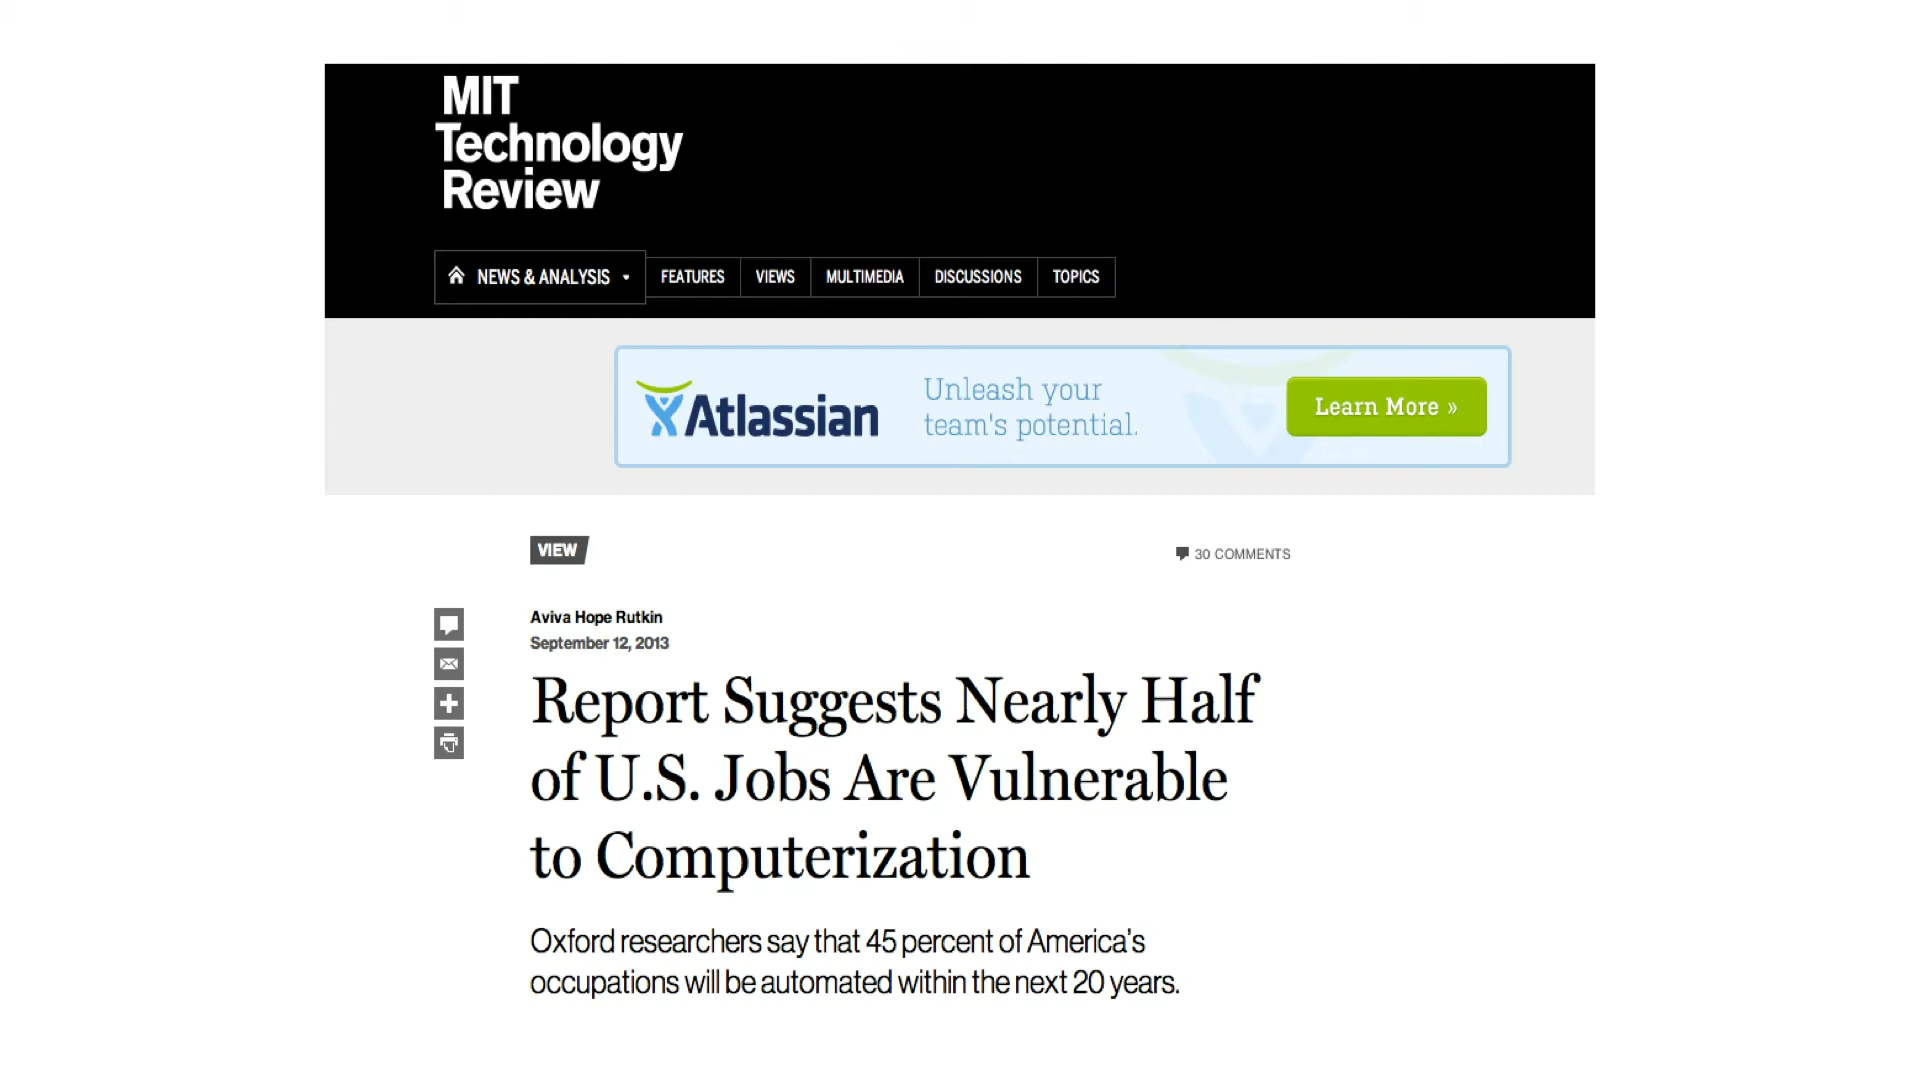 MIT
Technology
Review
NEWS & ANALYSIS
FEATURES
VIEWS
MULTIMEDIA
DISCUSSIONS
TOPICS
Atlassian
Unleash your
team's potential.
Learn More »
VIEW
30 COMMENTS
Aviva Hope Rutkin
September 12, 2013
Report Suggests Nearly Half
of U.S. Jobs Are Vulnerable
to Computerization
Oxford researchers say that 45 percent of America's
occupations will be automated within the next 20 years.